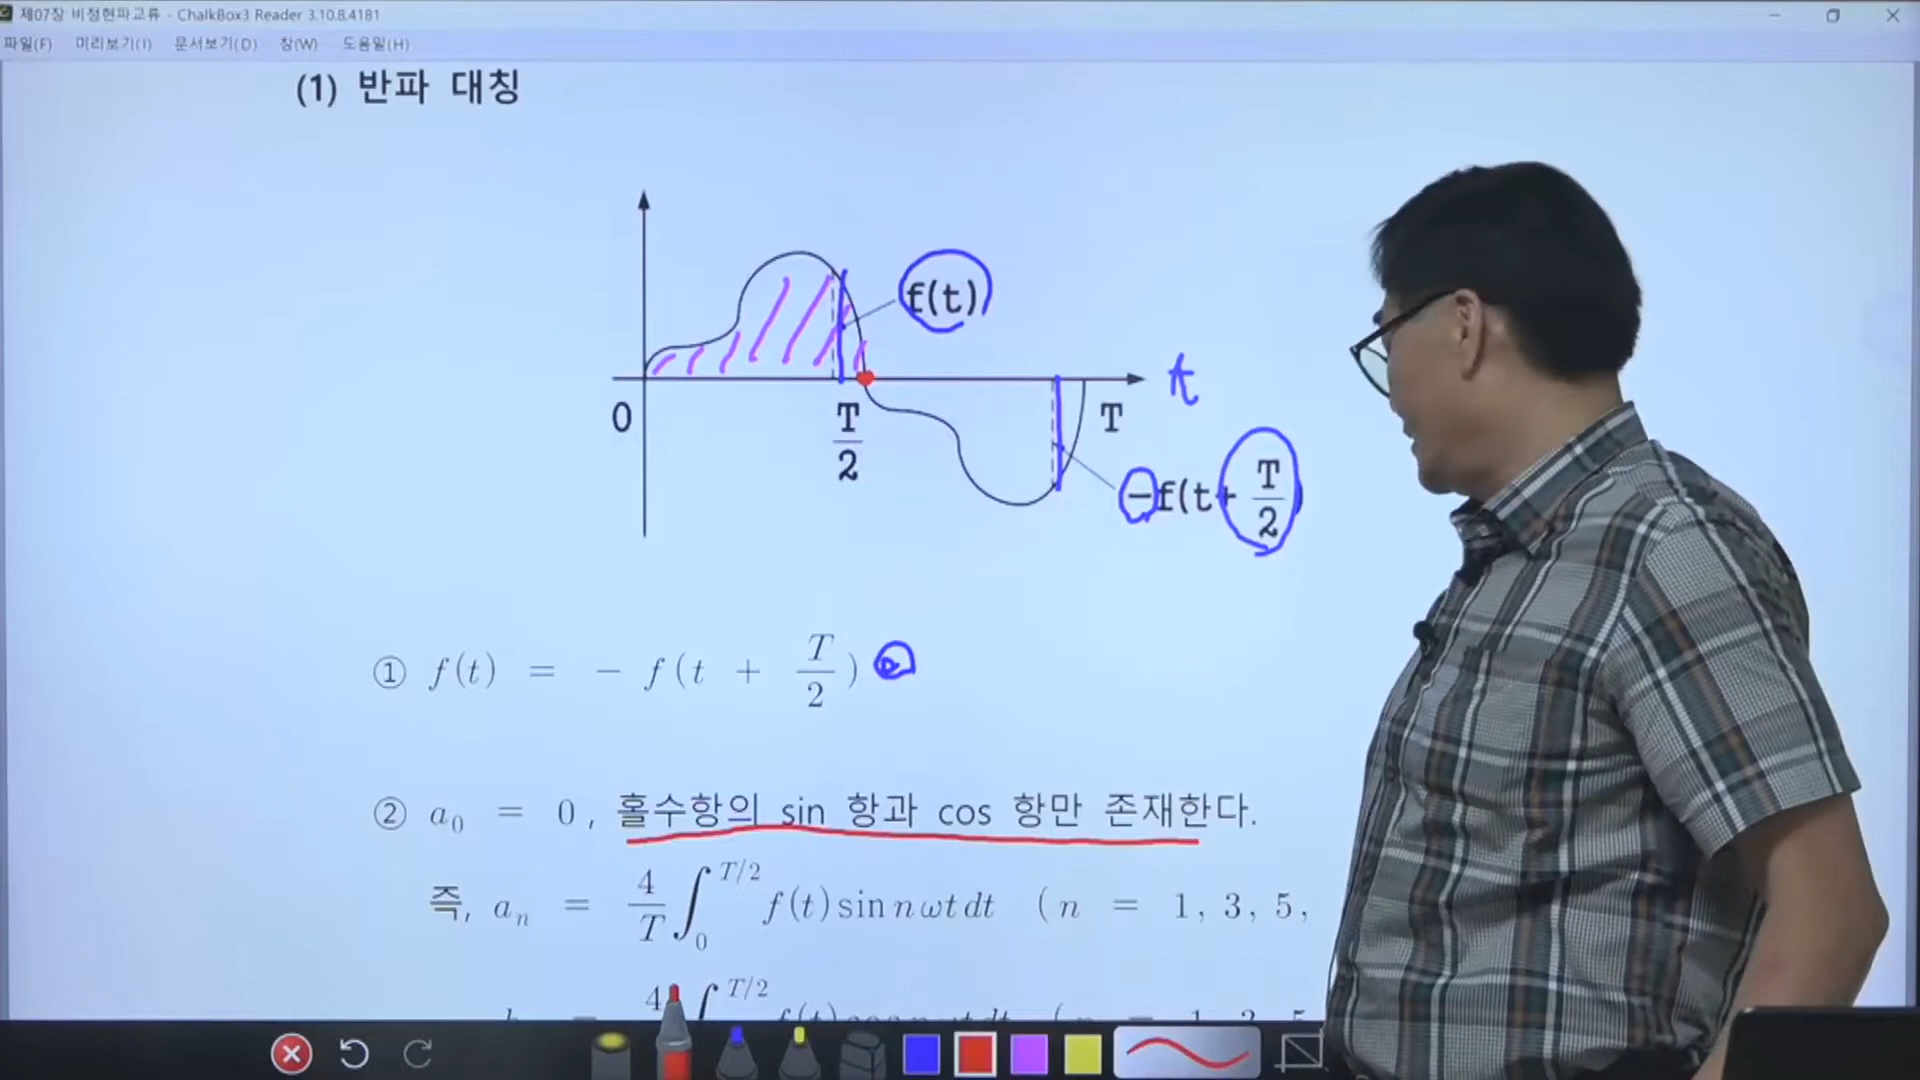 제07장 비정현파교류 - ChalkBox3 Reader 3.10.8.4181
파일(F) 미리보기(I) 문서보기(D) 창(W) 도움말(H)
(1) 반파 대칭
f(t)
t
0
T/2
T
-f(t+ T/2)
① f(t) = - f(t + T/2)
② a₀ = 0, 홀수항의 sin 항과 cos 항만 존재한다.
즉, aₙ = 4/T ∫₀^{T/2} f(t) sin nωt dt ( n = 1, 3, 5,
4 ∫ T/2